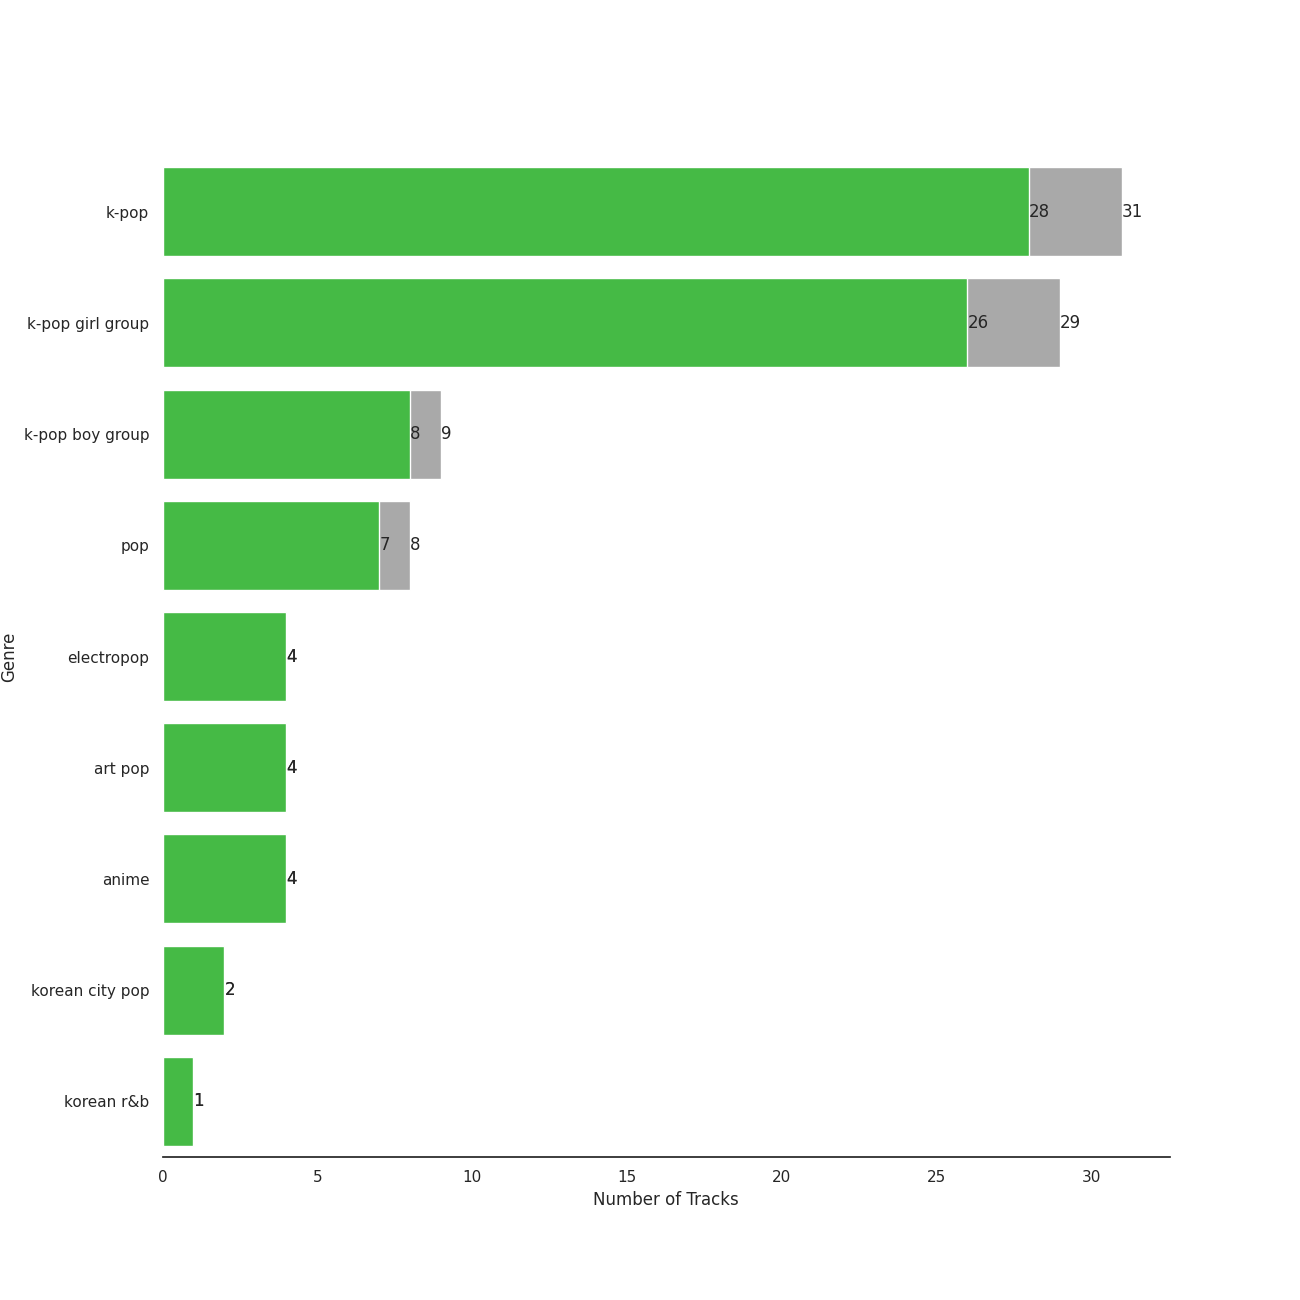 k-pop 28 31
k-pop girl group 26 29
k-pop boy group 8 9
pop 7 8
electropop 4
art pop 4
anime 4
korean city pop 2
korean r&b 1
Genre
0 5 10 15 20 25 30
Number of Tracks